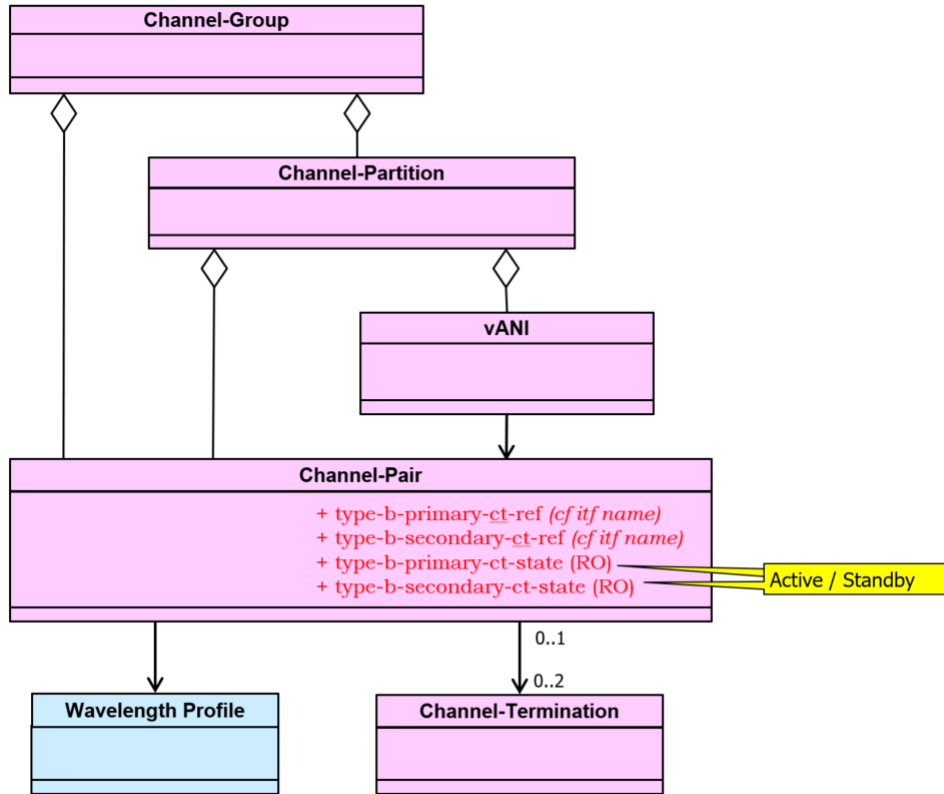 Channel-Group
Channel-Partition
vANI
Channel-Pair
+ type-b-primary-ct-ref (cf itf name)
+ type-b-secondary-ct-ref (cf itf name)
+ type-b-primary-ct-state (RO)
+ type-b-secondary-ct-state (RO)
Active / Standby
0..1
0..2
Wavelength Profile
Channel-Termination